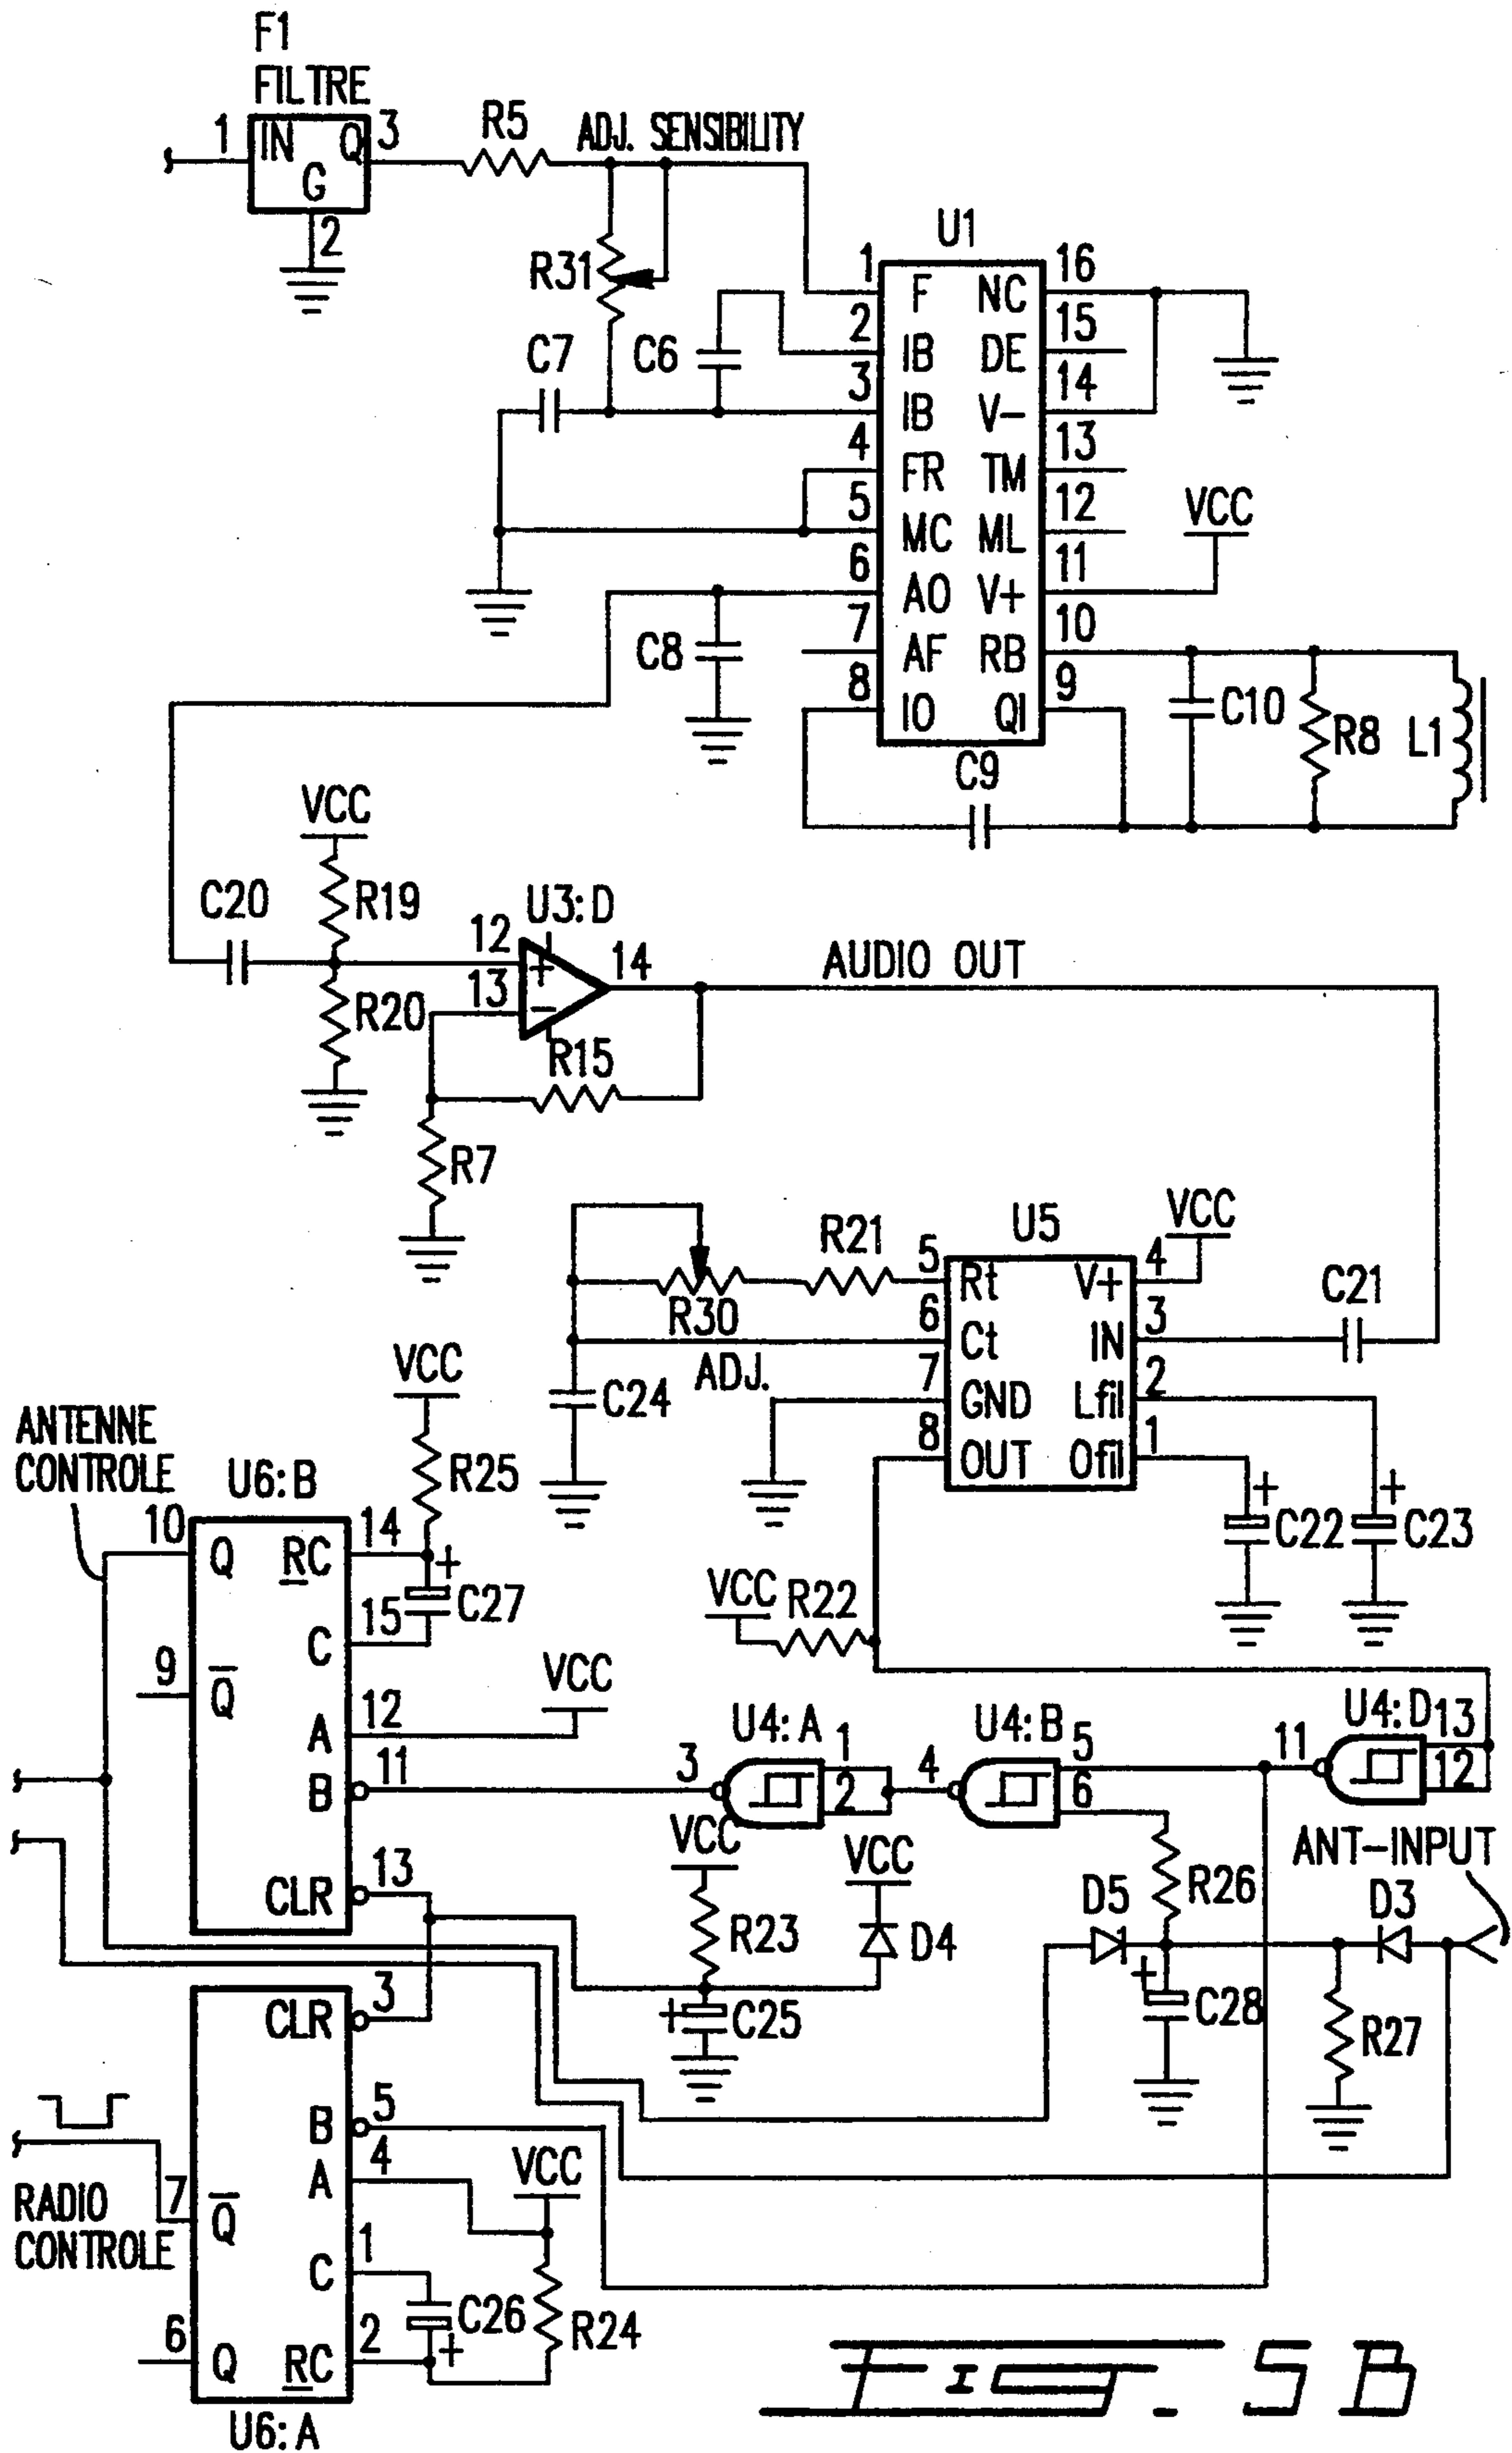 F1
FILTRE
1 IN Q 3
G
2
R5
ADJ. SENSIBILITY
R31
C7
C6
U1
1 F NC 16
2 IB DE 15
3 IB V- 14
4 FR TM 13
5 MC ML 12
6 AO V+ 11
7 AF RB 10
8 IO QI 9
VCC
C8
C9
C10
R8
L1
VCC
C20
R19
R20
U3:D
12 +
13 -
14
AUDIO OUT
R15
R7
U5
VCC
R21
R30
ADJ.
C24
5 Rt V+ 4
6 Ct IN 3
7 GND Lfil 2
8 OUT Ofil 1
C21
C22 +
C23 +
ANTENNE
CONTROLE
VCC
R25
U6:B
10 Q RC 14
+
C27
C 15
9 Q
A 12
VCC
B 11
CLR 13
VCC
R22
U4:A
3
1
2
U4:B
4
5
6
U4:D
11
13
12
ANT-INPUT
VCC
R23
VCC
D4
+ C25
D5
R26
D3
+
C28
R27
CLR 3
B 5
A 4
VCC
7 Q
C 1
C26
+
R24
6 Q RC 2
U6:A
RADIO
CONTROLE
FIG. 5B